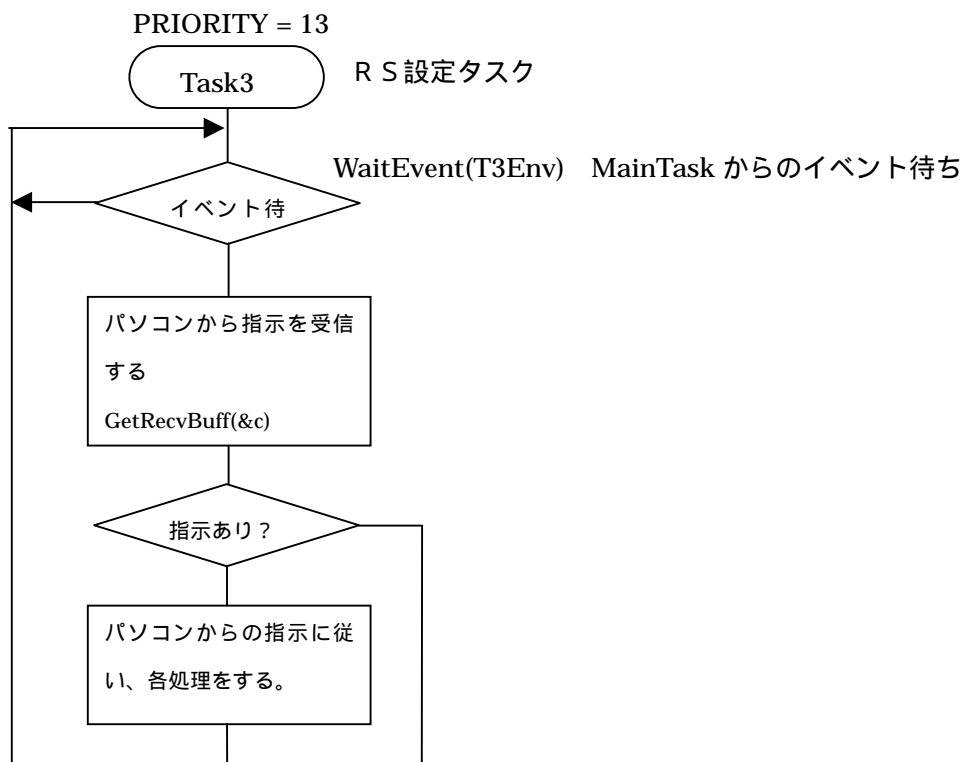 PRIORITY = 13
Task3
ＲＳ設定タスク
WaitEvent(T3Env)　MainTask からのイベント待ち
イベント待
パソコンから指示を受信
する
GetRecvBuff(&c)
指示あり？
パソコンからの指示に従
い、各処理をする。